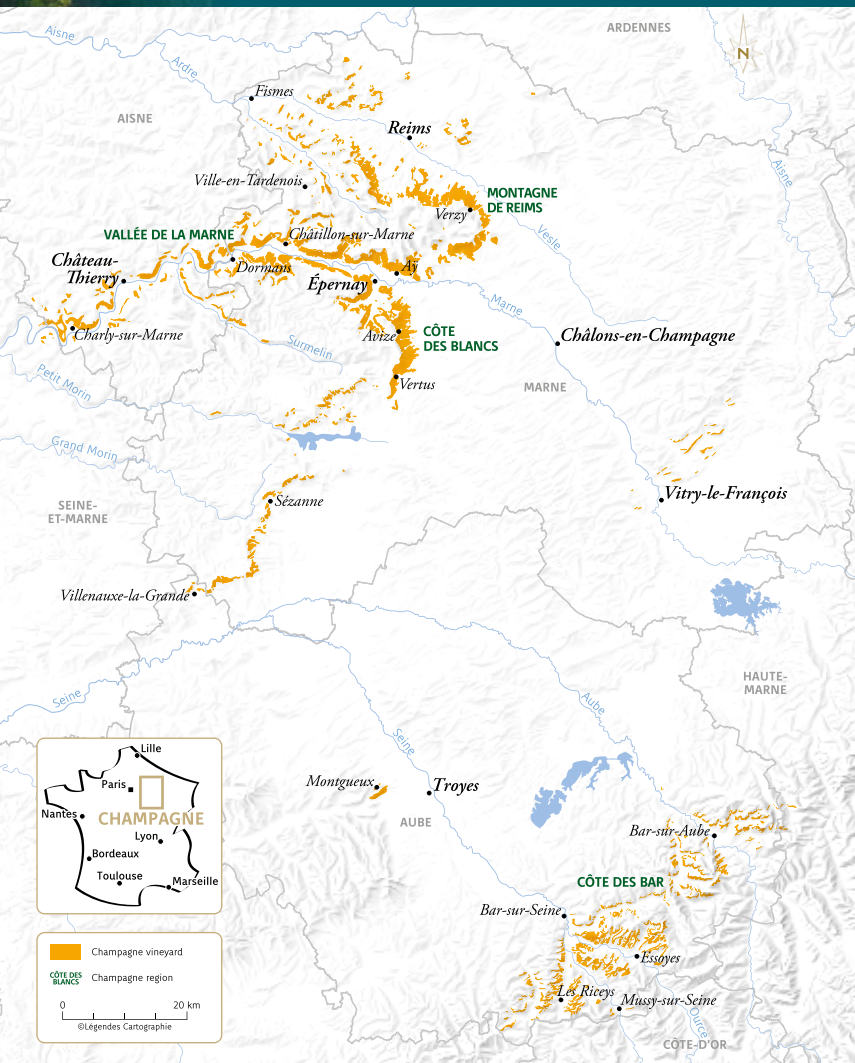 Aisne
ARDENNES
N
Ardre
Fismes
AISNE
Reims
Aisne
Ville-en-Tardenois
MONTAGNE
DE REIMS
Verzy
VALLÉE DE LA MARNE
Châtillon-sur-Marne
Vesle
Château-
Thierry
Dormans
Aÿ
Épernay
Marne
Charly-sur-Marne
Avize
CÔTE
DES BLANCS
Châlons-en-Champagne
Surmelin
Petit Morin
Vertus
MARNE
Grand Morin
SEINE-
ET-MARNE
Sézanne
Vitry-le-François
Villenauxe-la-Grande
HAUTE-
MARNE
Seine
Aube
Seine
Lille
Paris
Nantes
CHAMPAGNE
Lyon
Bordeaux
Toulouse
Marseille
Montgueux
Troyes
AUBE
Bar-sur-Aube
CÔTE DES BAR
Bar-sur-Seine
Essoyes
Les Riceys
Mussy-sur-Seine
Ource
CÔTE-D'OR
Champagne vineyard
CÔTE DES
BLANCS
Champagne region
0 20 km
©Légendes Cartographie